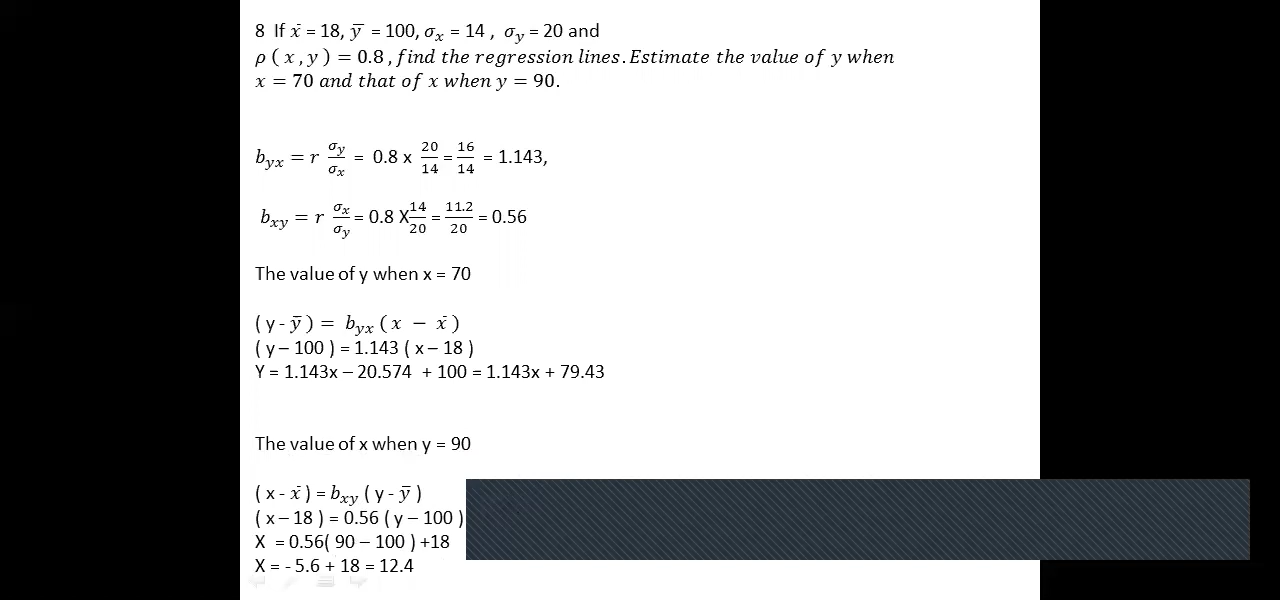 8 If x̄ = 18, ȳ = 100, σx = 14 , σy = 20 and
ρ ( x , y ) = 0.8 , find the regression lines. Estimate the value of y when
x = 70 and that of x when y = 90.
byx = r σy/σx = 0.8 x 20/14 = 16/14 = 1.143,
bxy = r σx/σy = 0.8 X 14/20 = 11.2/20 = 0.56
The value of y when x = 70
( y - ȳ ) = byx ( x − x̄ )
( y – 100 ) = 1.143 ( x – 18 )
Y = 1.143x – 20.574 + 100 = 1.143x + 79.43
The value of x when y = 90
( x - x̄ ) = bxy ( y - ȳ )
( x – 18 ) = 0.56 ( y – 100 )
X = 0.56( 90 – 100 ) +18
X = - 5.6 + 18 = 12.4